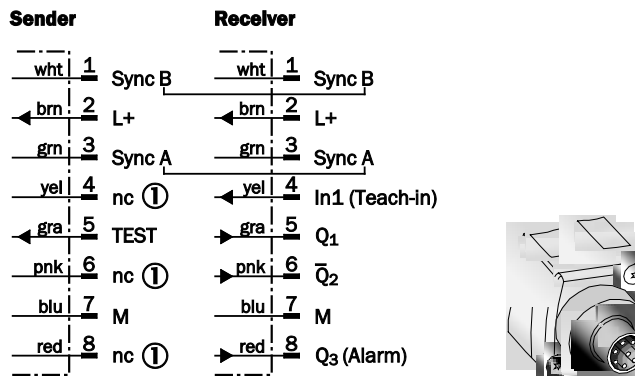 Sender
wht 1 Sync B
brn 2 L+
grn 3 Sync A
yel 4 nc ①
gra 5 TEST
pnk 6 nc ①
blu 7 M
red 8 nc ①
Receiver
wht 1 Sync B
brn 2 L+
grn 3 Sync A
yel 4 In1 (Teach-in)
gra 5 Q1
pnk 6 Q̅2
blu 7 M
red 8 Q3 (Alarm)